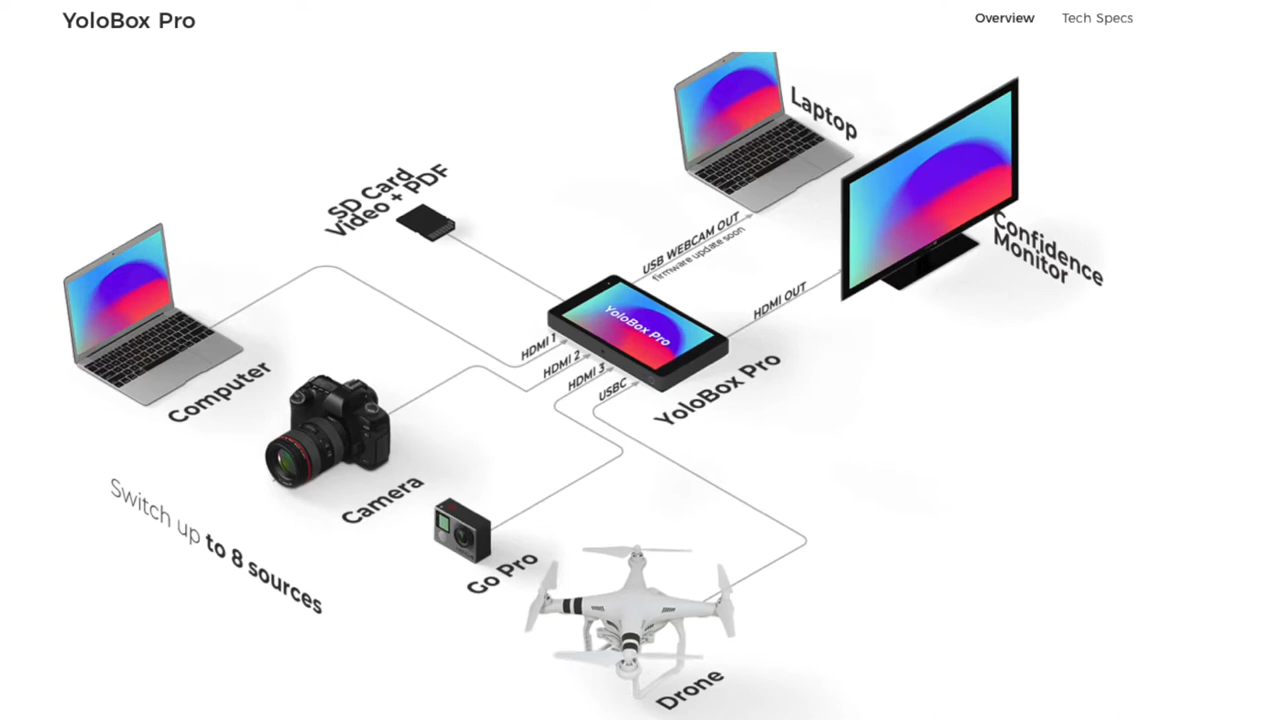 YoloBox Pro
Overview
Tech Specs
Laptop
SD Card
Video + PDF
Confidence
Monitor
USB WEBCAM OUT
firmware update soon
HDMI OUT
YoloBox Pro
HDMI 1
HDMI 2
HDMI 3
USBC
YoloBox Pro
Computer
Camera
Switch up to 8 sources
Go Pro
Drone